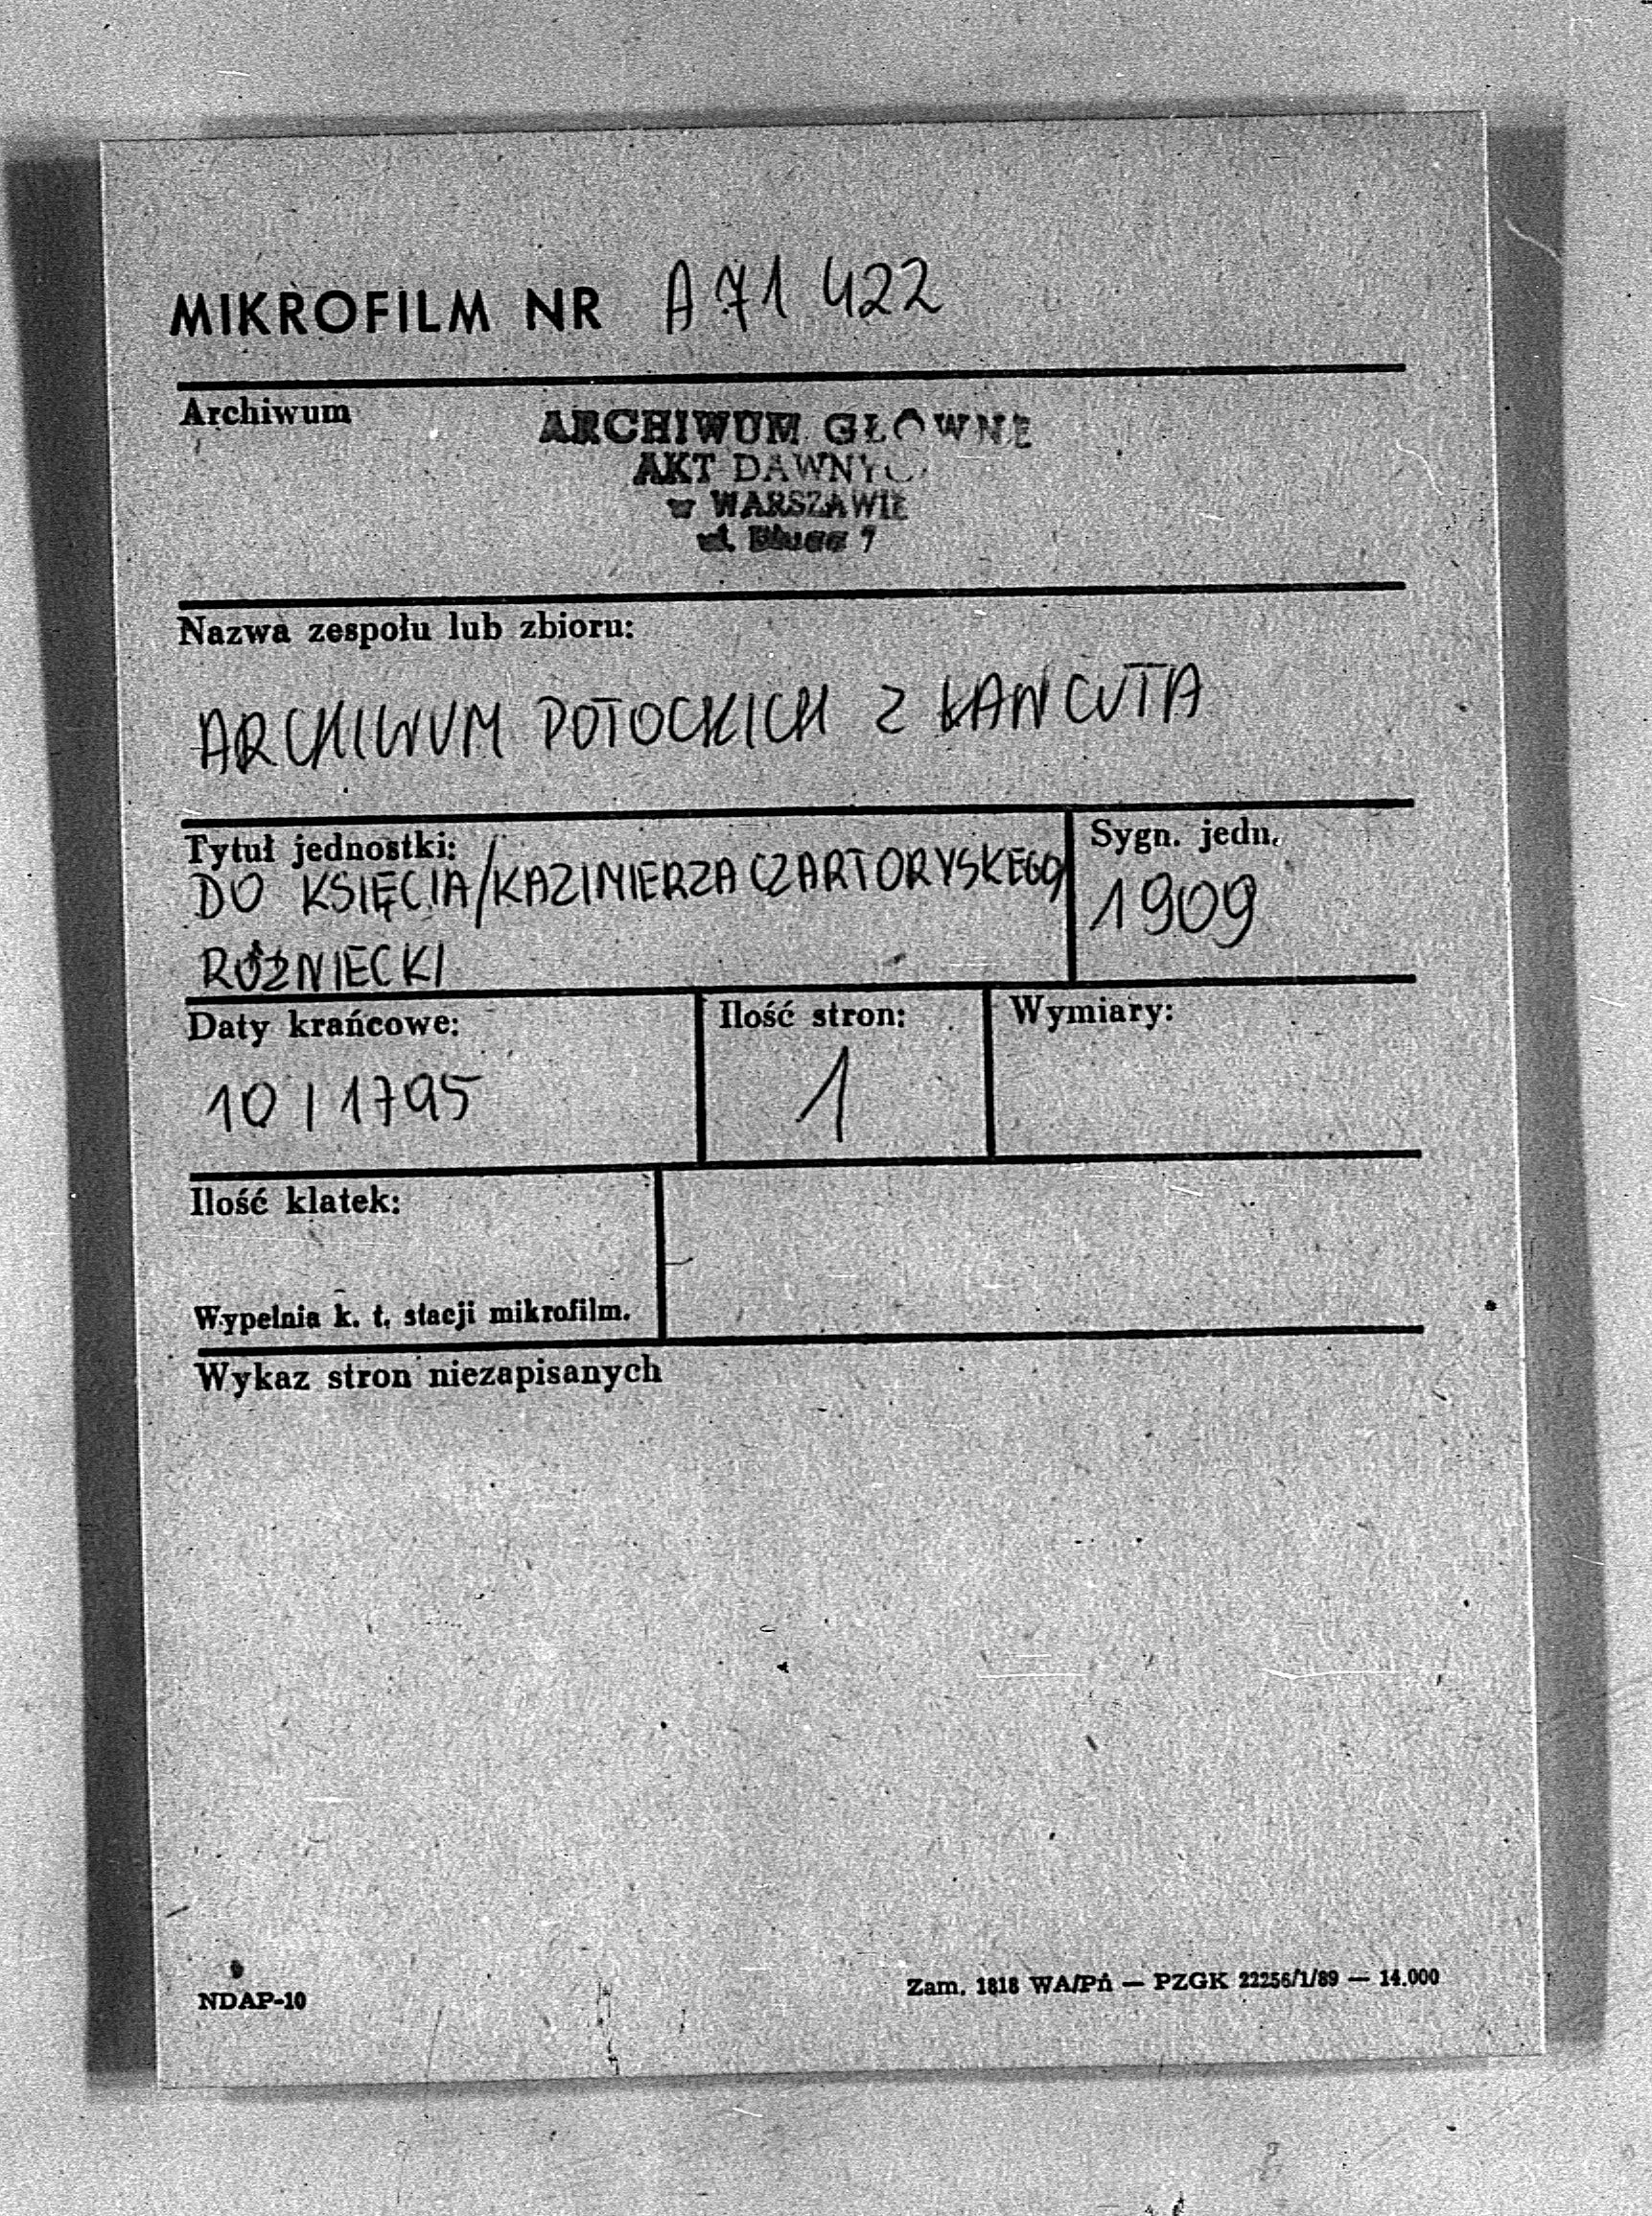 MIKROFILM NR A 71 422
Archiwum
ARCHIWUM GŁÓWNE
AKT DAWNYC
w WARSZAWIE
ul. Długa 7
Nazwa zespołu lub zbioru:
ARCHIWUM POTOCKICH Z ŁAŃCUTA
Tytuł jednostki:
DO KSIĘCIA /KAZIMIERZA CZARTORYSKEGO/
RÓŻNIECKI
Sygn. jedn.
1909
Daty krańcowe:
10 I 1795
Ilość stron:
1
Wymiary:
Ilość klatek:
Wypełnia k. t. stacji mikrofilm.
Wykaz stron niezapisanych
NDAP-10
Zam. 1818 WA/Pń — PZGK 22256/1/89 — 14.000